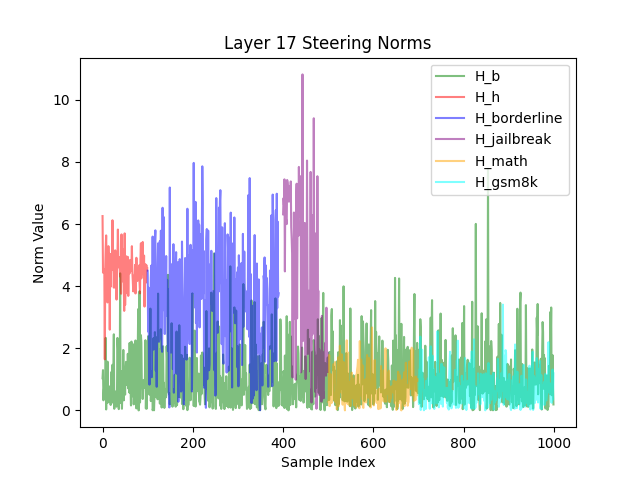 Layer 17 Steering Norms
H_b
H_h
H_borderline
H_jailbreak
H_math
H_gsm8k
Norm Value
10
8
6
4
2
0
0 200 400 600 800 1000
Sample Index